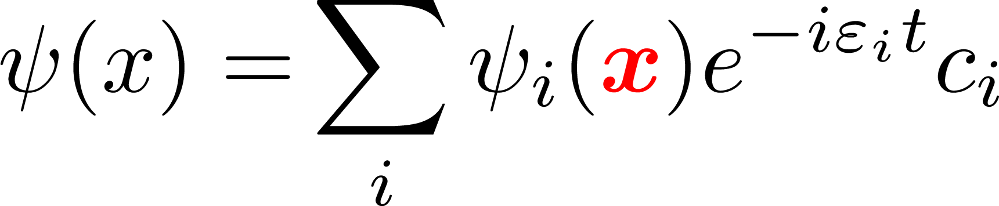 ψ(x) = ∑_i ψ_i(𝒙)e^{-iε_i t} c_i